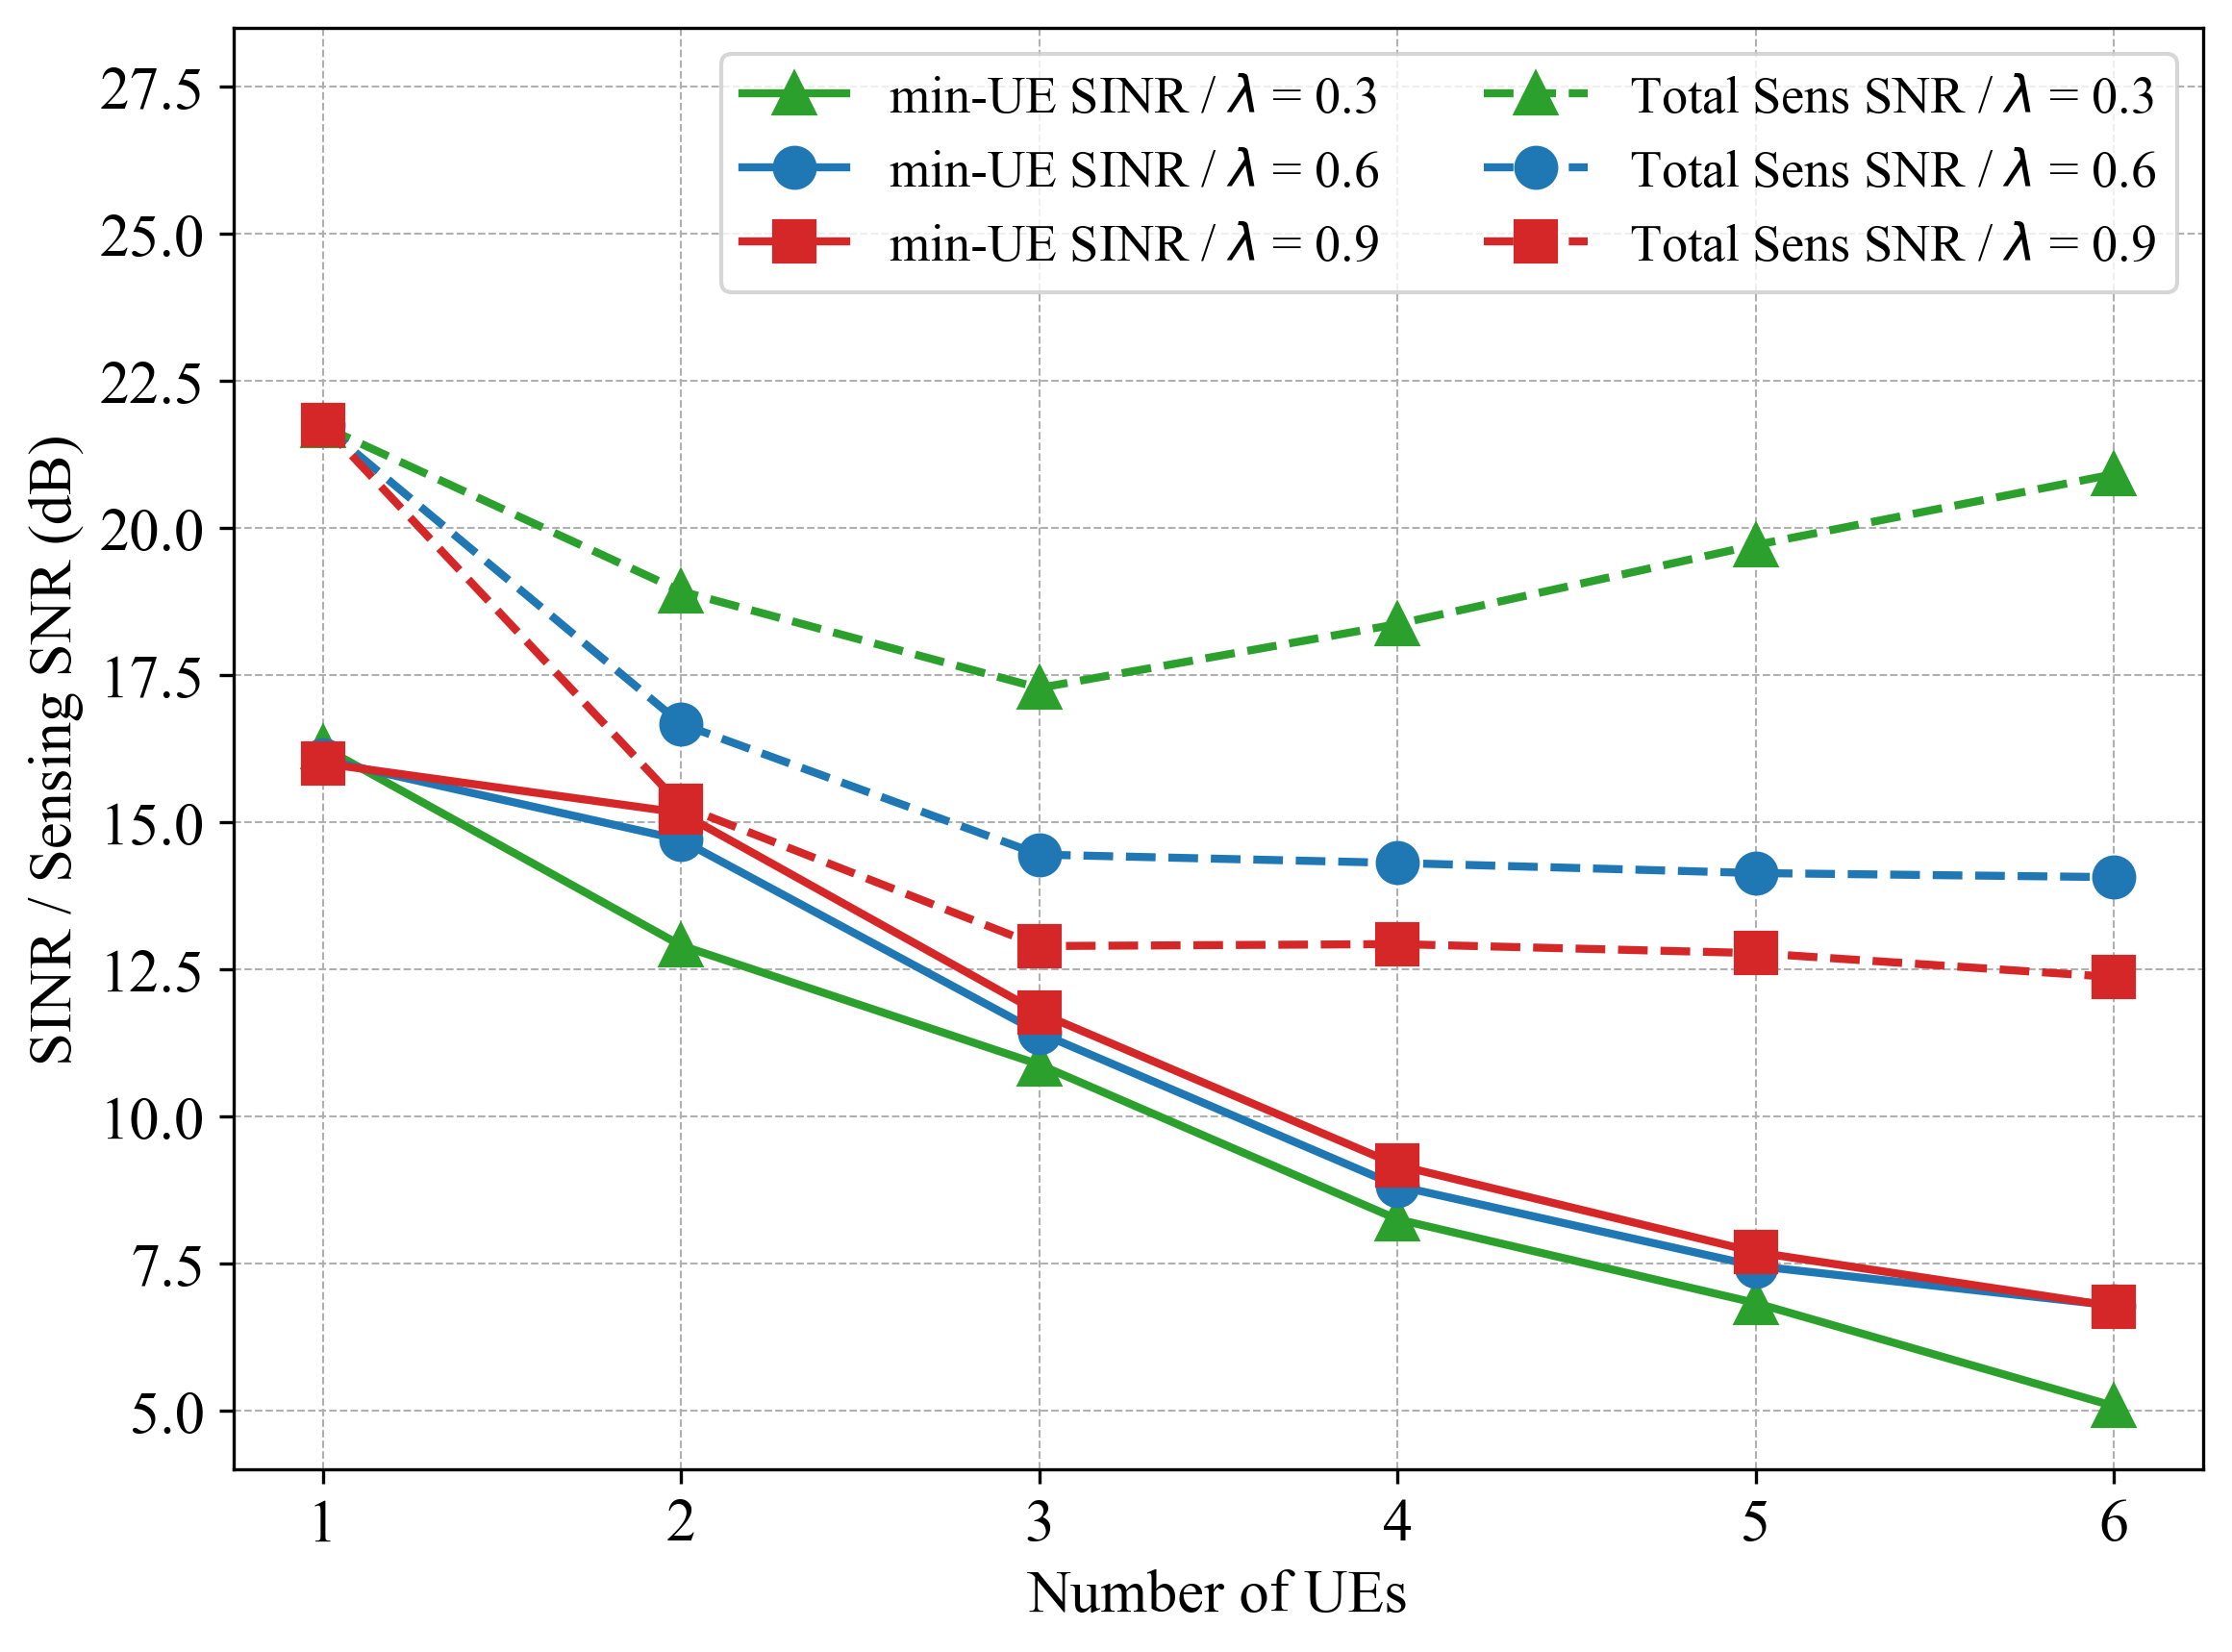 min-UE SINR / λ = 0.3
min-UE SINR / λ = 0.6
min-UE SINR / λ = 0.9
Total Sens SNR / λ = 0.3
Total Sens SNR / λ = 0.6
Total Sens SNR / λ = 0.9
SINR / Sensing SNR (dB)
27.5
25.0
22.5
20.0
17.5
15.0
12.5
10.0
7.5
5.0
1 2 3 4 5 6
Number of UEs